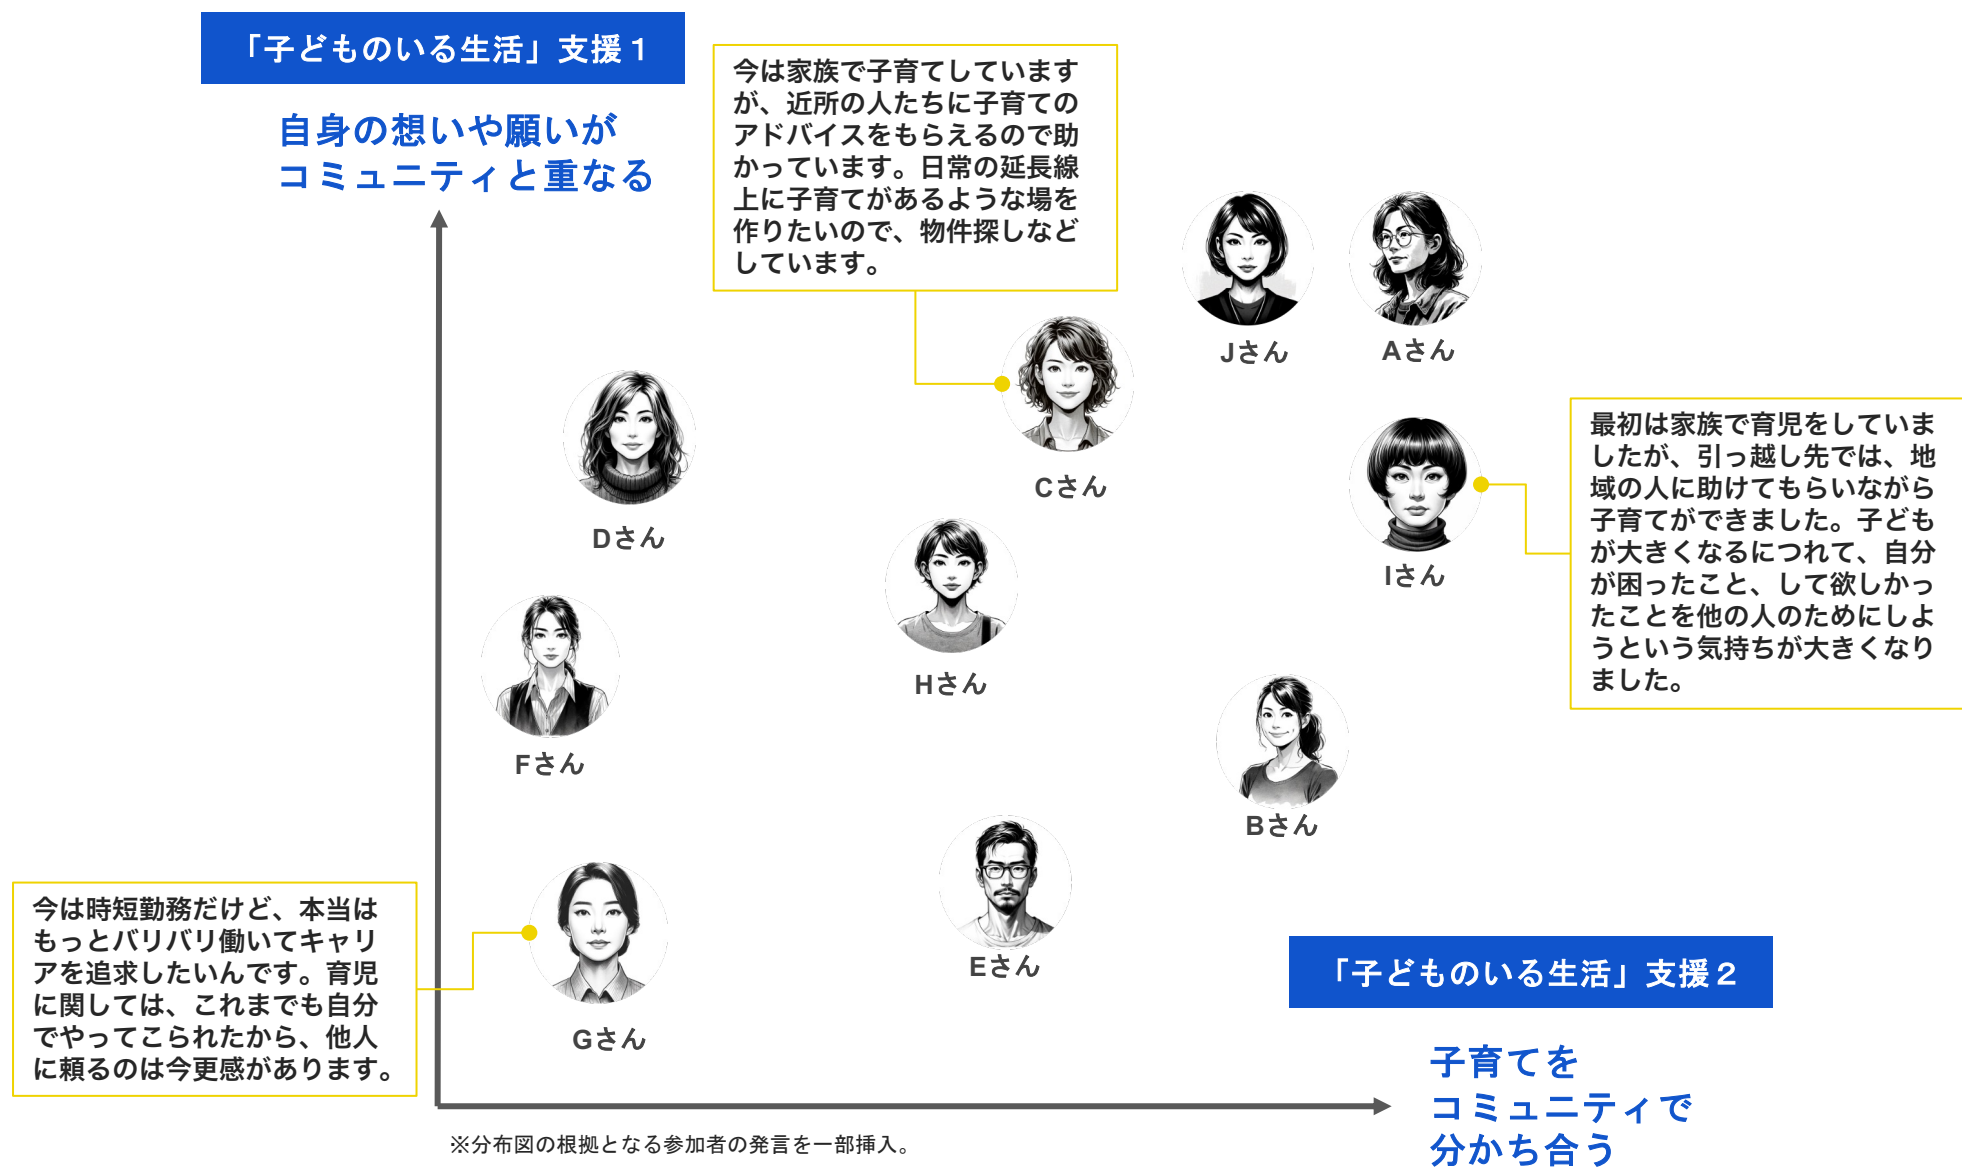 「子どものいる生活」支援１
自身の想いや願いが
コミュニティと重なる
今は家族で子育てしています
が、近所の人たちに子育ての
アドバイスをもらえるので助
かっています。日常の延長線
上に子育てがあるような場を
作りたいので、物件探しなど
しています。
Jさん
Aさん
Cさん
Dさん
最初は家族で育児をしていま
したが、引っ越し先では、地
域の人に助けてもらいながら
子育てができました。子ども
が大きくなるにつれて、自分
が困ったこと、して欲しかっ
たことを他の人のためにしよ
うという気持ちが大きくなり
ました。
Iさん
Hさん
Fさん
Bさん
Eさん
Gさん
今は時短勤務だけど、本当は
もっとバリバリ働いてキャリ
アを追求したいんです。育児
に関しては、これまでも自分
でやってこられたから、他人
に頼るのは今更感があります。
「子どものいる生活」支援２
子育てを
コミュニティで
分かち合う
※分布図の根拠となる参加者の発言を一部挿入。